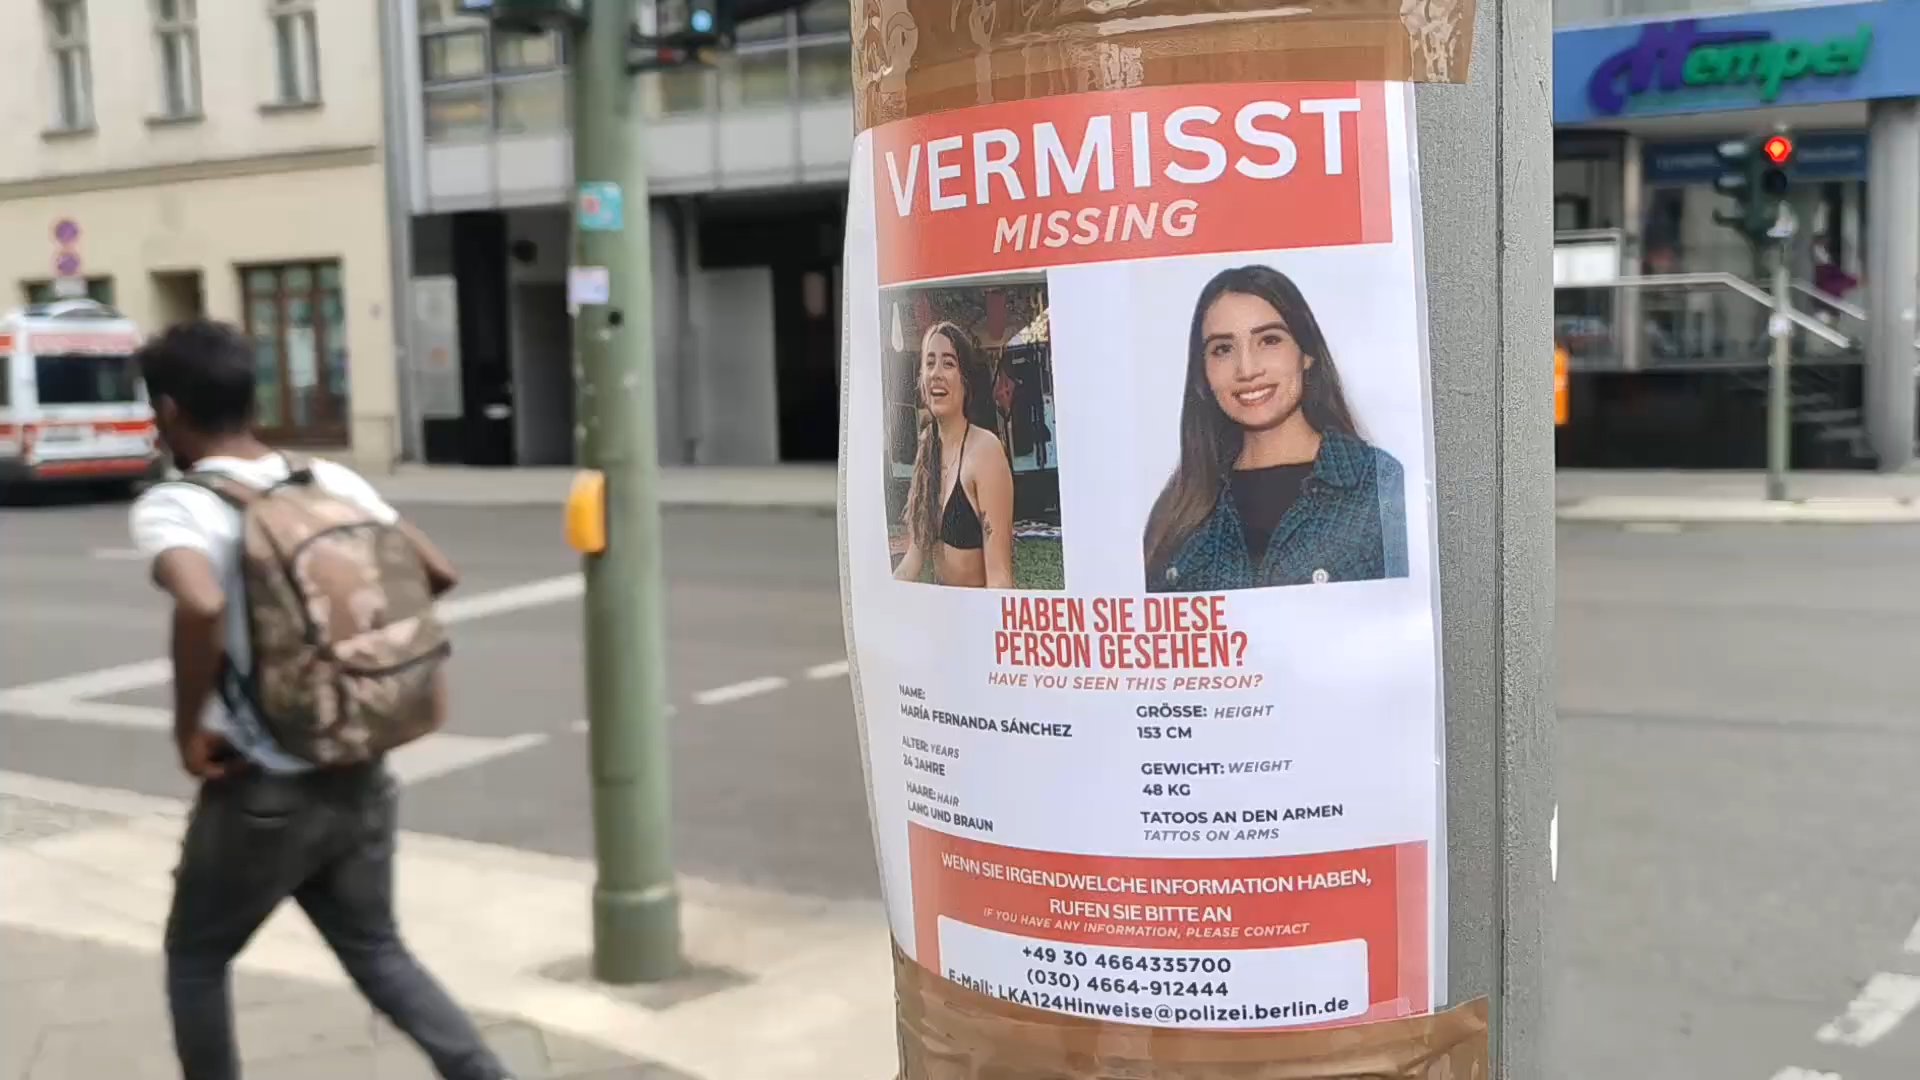 Hempel
VERMISST
MISSING
HABEN SIE DIESE
PERSON GESEHEN?
HAVE YOU SEEN THIS PERSON?
NAME:
MARÍA FERNANDA SÁNCHEZ
ALTER: YEARS
24 JAHRE
HAARE: HAIR
LANG UND BRAUN
GRÖSSE: HEIGHT
153 CM
GEWICHT: WEIGHT
48 KG
TATOOS AN DEN ARMEN
TATTOS ON ARMS
WENN SIE IRGENDWELCHE INFORMATION HABEN,
RUFEN SIE BITTE AN
IF YOU HAVE ANY INFORMATION, PLEASE CONTACT
+49 30 4664335700
(030) 4664-912444
E-Mail: LKA124Hinweise@polizei.berlin.de